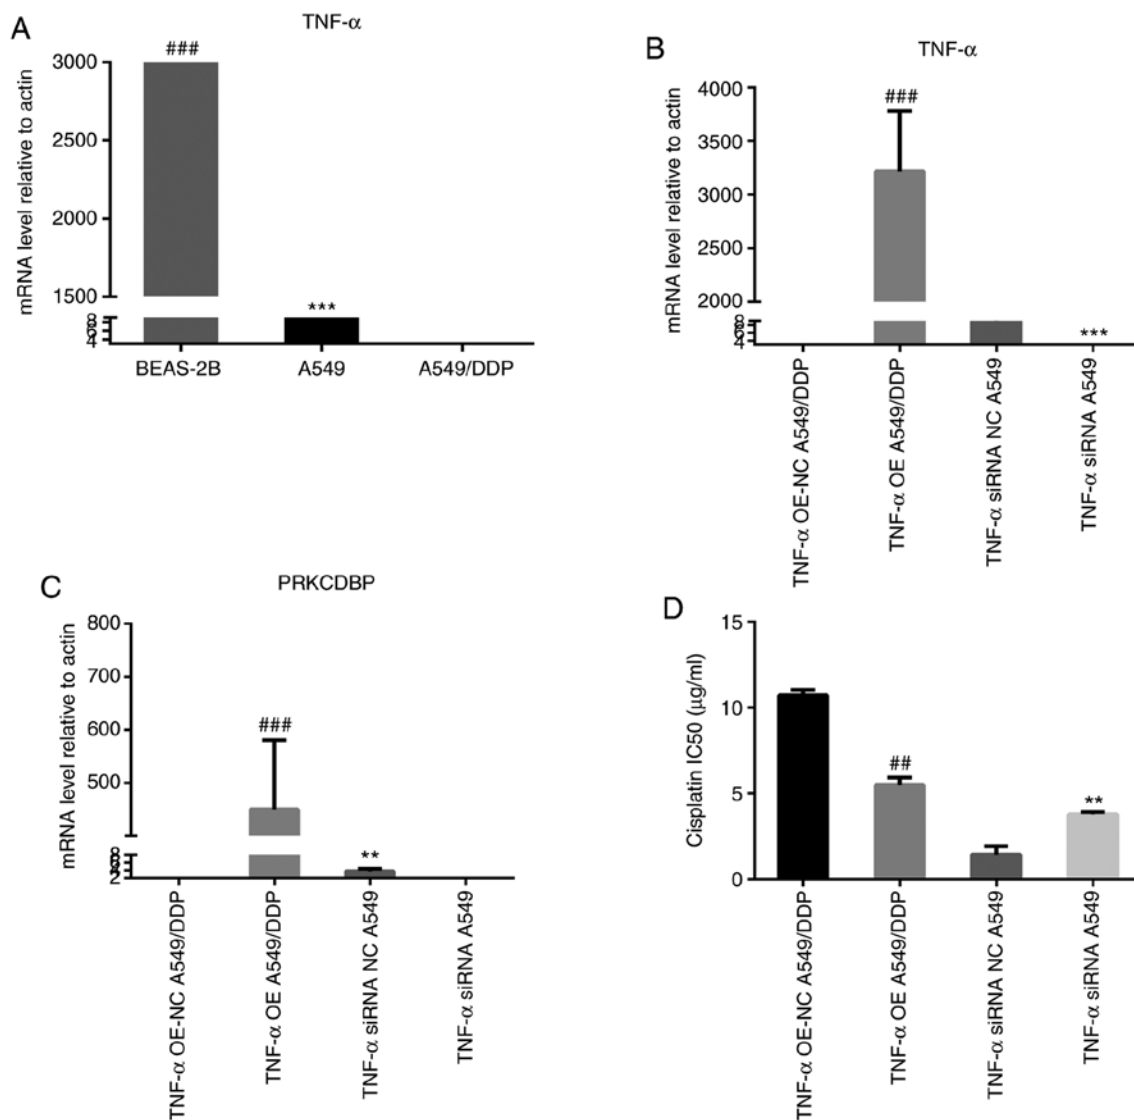 A
TNF-α
mRNA level relative to actin
3000
2500
2000
1500
8
6
4
###
***
BEAS-2B
A549
A549/DDP
B
TNF-α
mRNA level relative to actin
4000
3500
3000
2500
2000
8
6
4
###
***
TNF-α OE-NC A549/DDP
TNF-α OE A549/DDP
TNF-α siRNA NC A549
TNF-α siRNA A549
C
PRKCDBP
mRNA level relative to actin
800
700
600
500
8
6
4
2
###
**
TNF-α OE-NC A549/DDP
TNF-α OE A549/DDP
TNF-α siRNA NC A549
TNF-α siRNA A549
D
Cisplatin IC50 (μg/ml)
15
10
5
0
##
**
TNF-α OE-NC A549/DDP
TNF-α OE A549/DDP
TNF-α siRNA NC A549
TNF-α siRNA A549